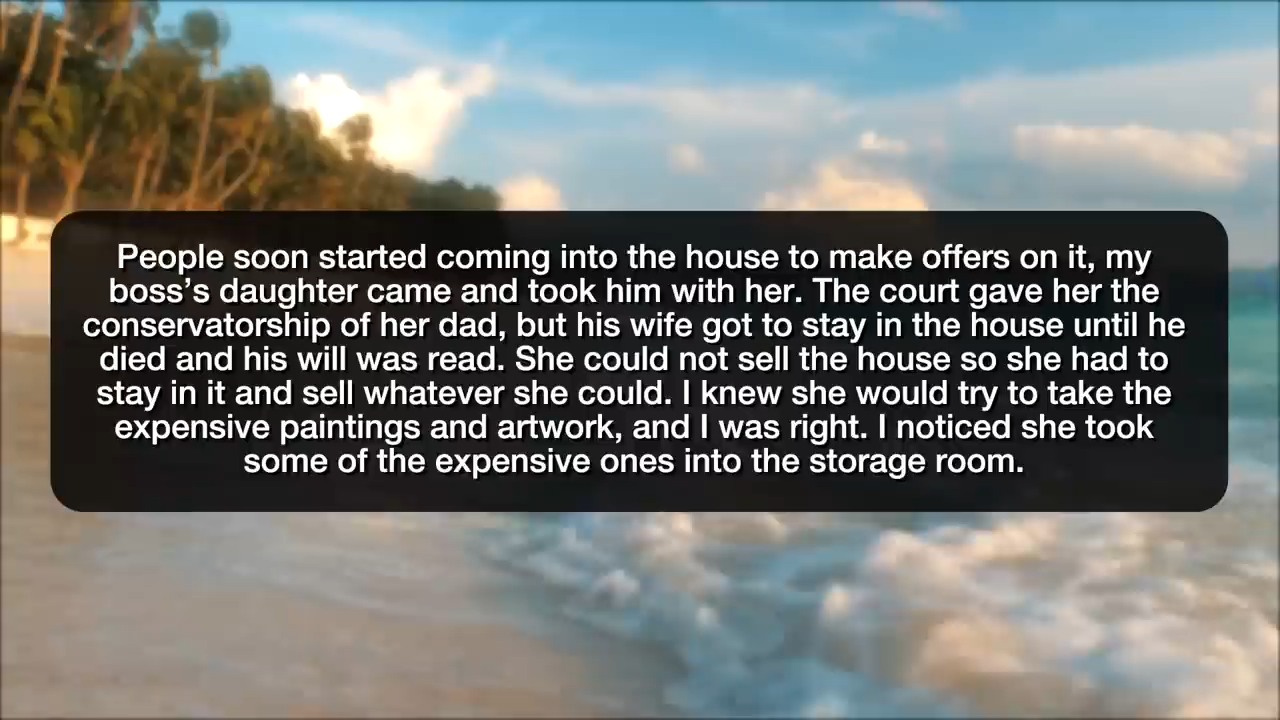 People soon started coming into the house to make offers on it, my
boss’s daughter came and took him with her. The court gave her the
conservatorship of her dad, but his wife got to stay in the house until he
died and his will was read. She could not sell the house so she had to
stay in it and sell whatever she could. I knew she would try to take the
expensive paintings and artwork, and I was right. I noticed she took
some of the expensive ones into the storage room.